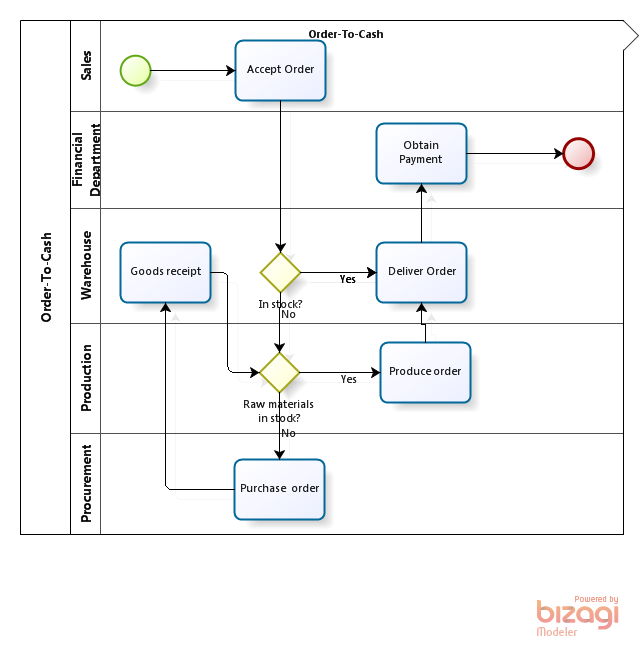 Order-To-Cash
Order-To-Cash
Sales
Accept Order
Financial
Department
Obtain
Payment
Warehouse
Goods receipt
In stock?
Yes
No
Deliver Order
Production
Raw materials
in stock?
Yes
No
Produce order
Procurement
Purchase order
Powered by
bizagi
Modeler